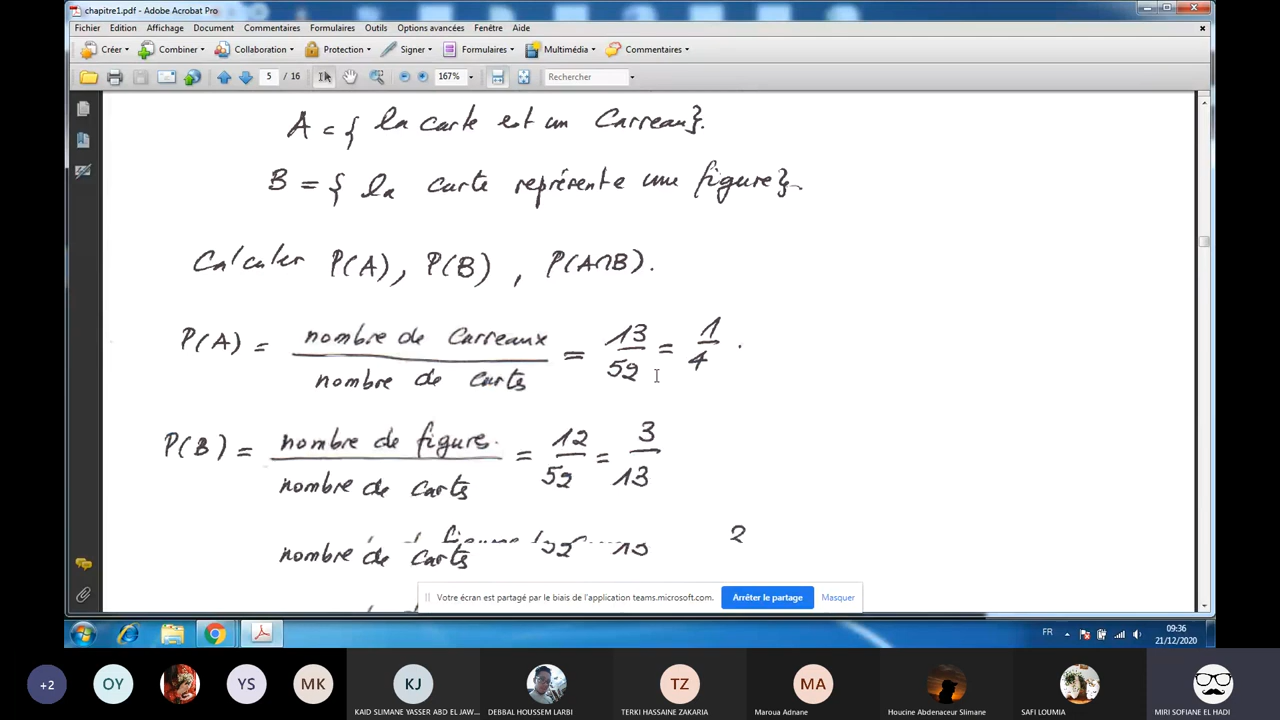 chapitre1.pdf - Adobe Acrobat Pro
Fichier Edition Affichage Document Commentaires Formulaires Outils Options avancées Fenêtre Aide
Créer Combiner Collaboration Protection Signer Formulaires Multimédia Commentaires
5 / 16 167% Rechercher
A = { la carte est un Carreau}.
B = { la carte représente une figure}.
Calculer P(A), P(B) , P(A∩B).
P(A) = nombre de Carreaux / nombre de carts = 13/52 = 1/4 .
P(B) = nombre de figures. / nombre de carts = 12/52 = 3/13
2
nombre de carts 52 13
Votre écran est partagé par le biais de l'application teams.microsoft.com.
Arrêter le partage
Masquer
FR
09:36
21/12/2020
+2 OY YS MK KJ TZ MA
KAID SLIMANE YASSER ABD EL JAW...
DEBBAL HOUSSEM LARBI
TERKI HASSAINE ZAKARIA
Maroua Adnane
Houcine Abdenaceur Slimane
SAFI LOUMIA
MIRI SOFIANE EL HADI